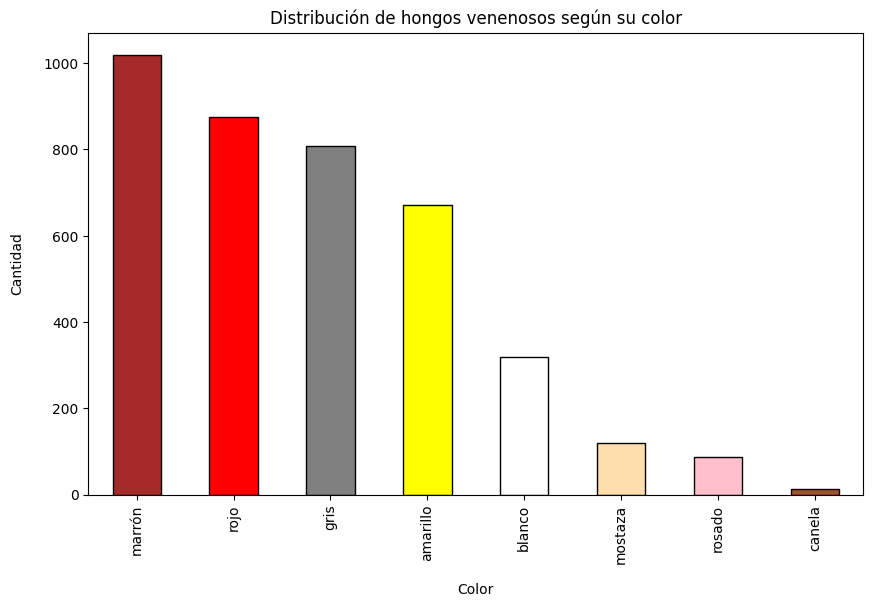 Distribución de hongos venenosos según su color
1000
800
600
400
200
0
Cantidad
marrón
rojo
gris
amarillo
blanco
mostaza
rosado
canela
Color